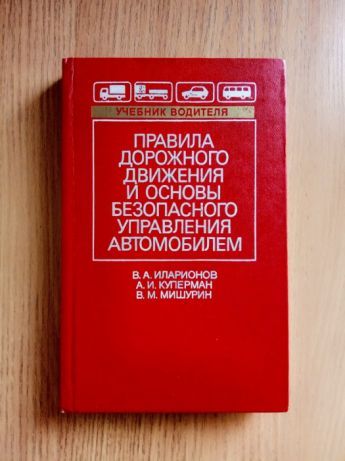 УЧЕБНИК ВОДИТЕЛЯ
ПРАВИЛА
ДОРОЖНОГО
ДВИЖЕНИЯ
И ОСНОВЫ
БЕЗОПАСНОГО
УПРАВЛЕНИЯ
АВТОМОБИЛЕМ
В. А. ИЛАРИОНОВ
А. И. КУПЕРМАН
В. М. МИШУРИН